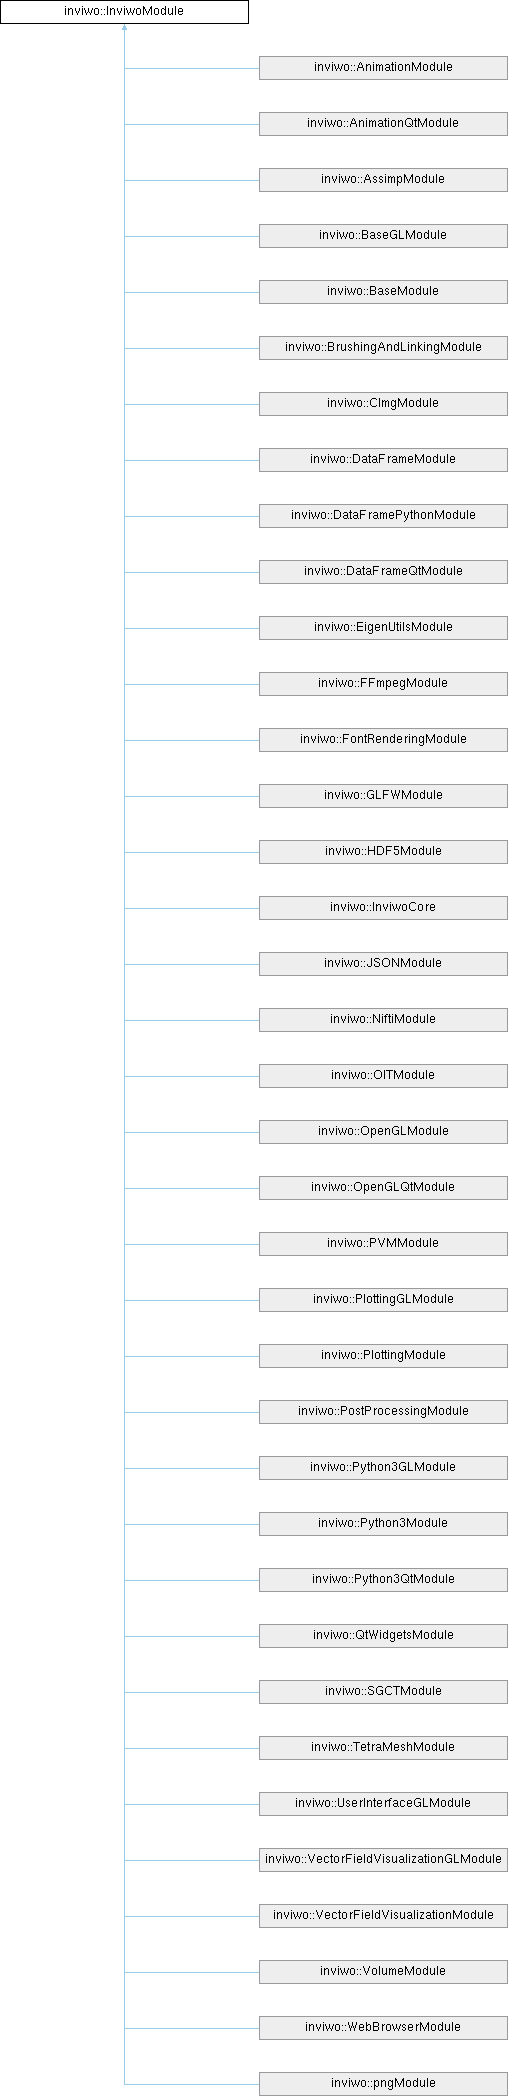 inviwo::InviwoModule
inviwo::AnimationModule
inviwo::AnimationQtModule
inviwo::AssimpModule
inviwo::BaseGLModule
inviwo::BaseModule
inviwo::BrushingAndLinkingModule
inviwo::CImgModule
inviwo::DataFrameModule
inviwo::DataFramePythonModule
inviwo::DataFrameQtModule
inviwo::EigenUtilsModule
inviwo::FFmpegModule
inviwo::FontRenderingModule
inviwo::GLFWModule
inviwo::HDF5Module
inviwo::InviwoCore
inviwo::JSONModule
inviwo::NiftiModule
inviwo::OITModule
inviwo::OpenGLModule
inviwo::OpenGLQtModule
inviwo::PVMModule
inviwo::PlottingGLModule
inviwo::PlottingModule
inviwo::PostProcessingModule
inviwo::Python3GLModule
inviwo::Python3Module
inviwo::Python3QtModule
inviwo::QtWidgetsModule
inviwo::SGCTModule
inviwo::TetraMeshModule
inviwo::UserInterfaceGLModule
inviwo::VectorFieldVisualizationGLModule
inviwo::VectorFieldVisualizationModule
inviwo::VolumeModule
inviwo::WebBrowserModule
inviwo::pngModule